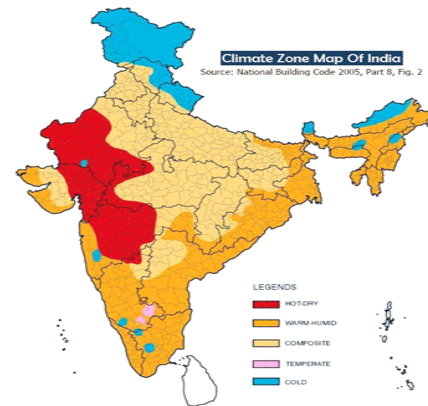 Climate Zone Map Of India
Source: National Building Code 2005, Part 8, Fig. 2
LEGENDS
HOT-DRY
WARM-HUMID
COMPOSITE
TEMPERATE
COLD